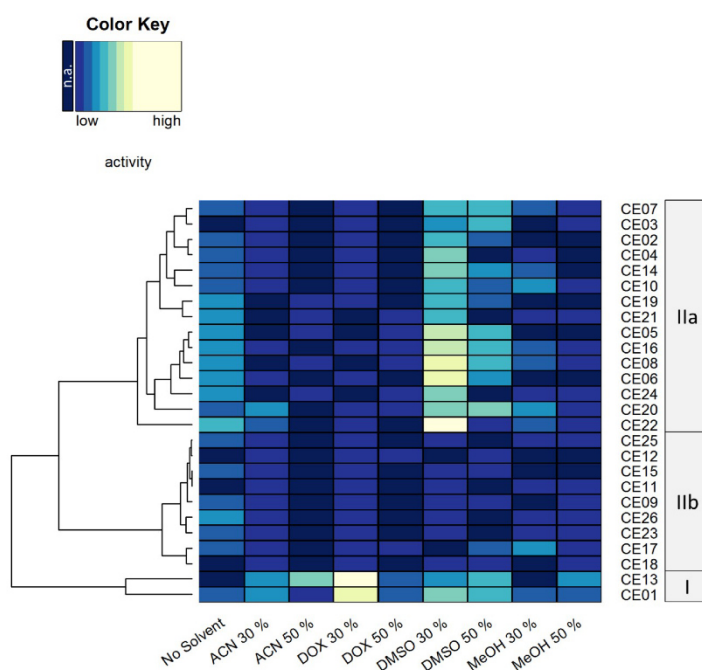 Color Key
n.a.
low high
activity
CE07
CE03
CE02
CE04
CE14
CE10
CE19
CE21
CE05
CE16
CE08
CE06
CE24
CE20
CE22
CE25
CE12
CE15
CE11
CE09
CE26
CE23
CE17
CE18
CE13
CE01
IIa
IIb
I
No Solvent
ACN 30 %
ACN 50 %
DOX 30 %
DOX 50 %
DMSO 30 %
DMSO 50 %
MeOH 30 %
MeOH 50 %